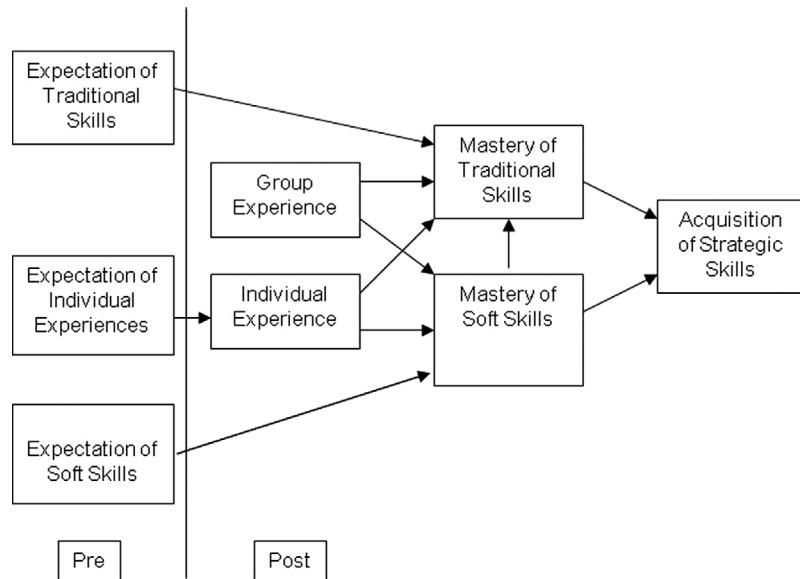 Expectation of
Traditional
Skills
Mastery of
Traditional
Skills
Group
Experience
Acquisition
of Strategic
Skills
Expectation of
Individual
Experiences
Individual
Experience
Mastery of
Soft Skills
Expectation of
Soft Skills
Pre
Post